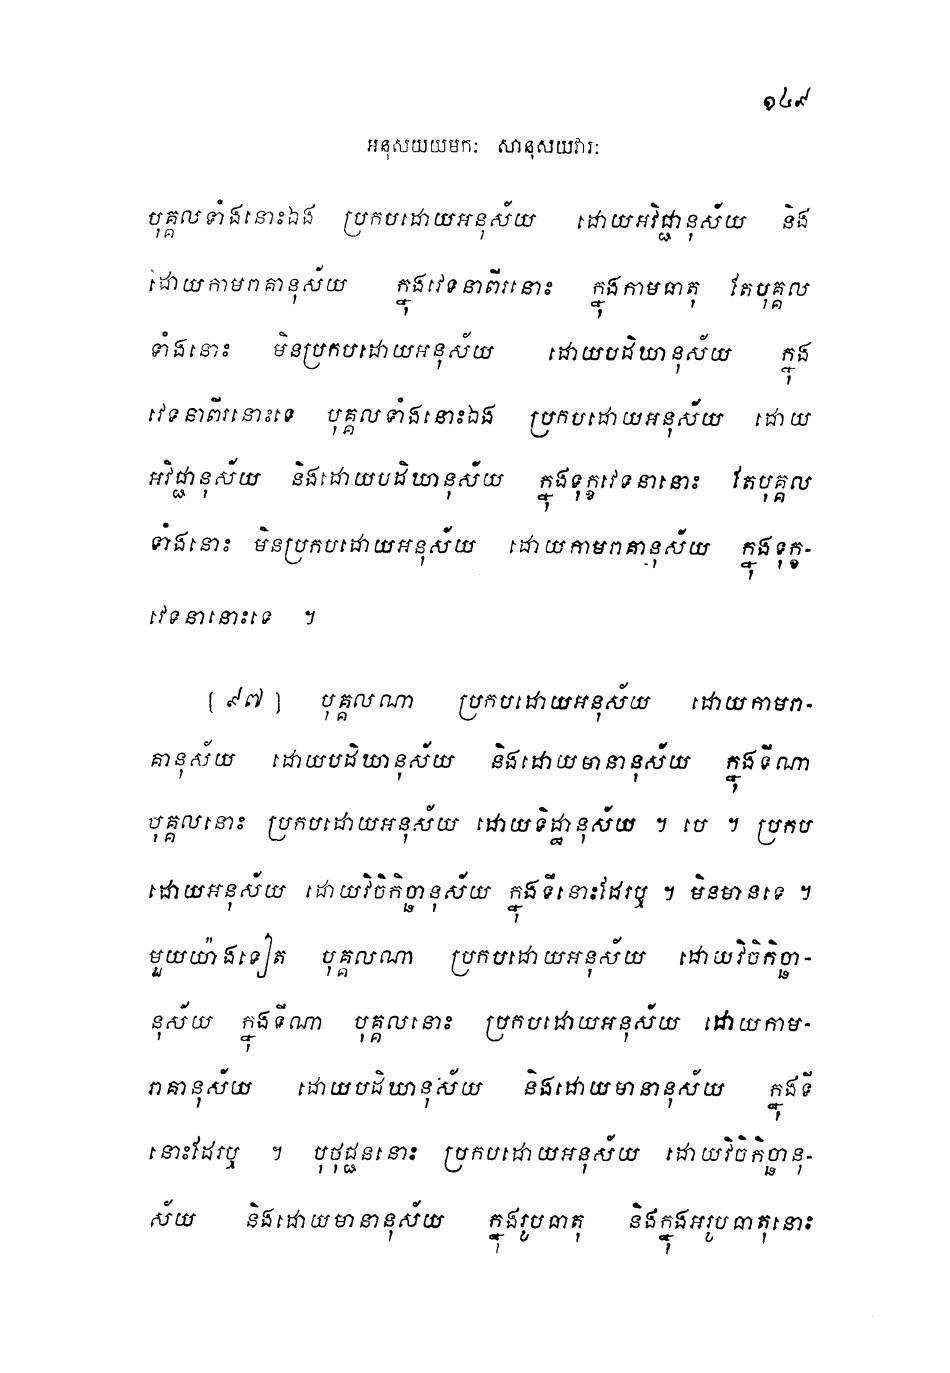 ១៤៩
អនុសយយមកៈ សានុសយវារៈ
បុគ្គលទាំងនោះឯង ប្រកបដោយអនុស័យ ដោយអវិជ្ជានុស័យ និង
ដោយកាមរាគានុស័យ ក្នុងវេទនាពីរនោះ ក្នុងកាមធាតុ តែបុគ្គល
ទាំងនោះ មិនប្រកបដោយអនុស័យ ដោយបដិឃានុស័យ ក្នុង
វេទនាពីរនោះទេ បុគ្គលទាំងនោះឯង ប្រកបដោយអនុស័យ ដោយ
អវិជ្ជានុស័យ និងដោយបដិឃានុស័យ ក្នុងទុក្ខវេទនានោះ តែបុគ្គល
ទាំងនោះ មិនប្រកបដោយអនុស័យ ដោយកាមរាគានុស័យ ក្នុងទុក្ខ-
វេទនានោះទេ ។
[៩៧] បុគ្គលណា ប្រកបដោយអនុស័យ ដោយកាមរា-
គានុស័យ ដោយបដិឃានុស័យ និងដោយមានានុស័យ ក្នុងទីណា
បុគ្គលនោះ ប្រកបដោយអនុស័យ ដោយទិដ្ឋានុស័យ ។ បេ ។ ប្រកប
ដោយអនុស័យ ដោយវិចិកិច្ឆានុស័យ ក្នុងទីនោះដែរឬ ។ មិនមានទេ ។
មួយយ៉ាងទៀត បុគ្គលណា ប្រកបដោយអនុស័យ ដោយវិចិកិច្ឆា-
នុស័យ ក្នុងទីណា បុគ្គលនោះ ប្រកបដោយអនុស័យ ដោយកាម-
រាគានុស័យ ដោយបដិឃានុស័យ និងដោយមានានុស័យ ក្នុងទី
នោះដែរឬ ។ បុថុជ្ជននោះ ប្រកបដោយអនុស័យ ដោយវិចិកិច្ឆានុ-
ស័យ និងដោយមានានុស័យ ក្នុងរូបធាតុ និងក្នុងអរូបធាតុនោះ